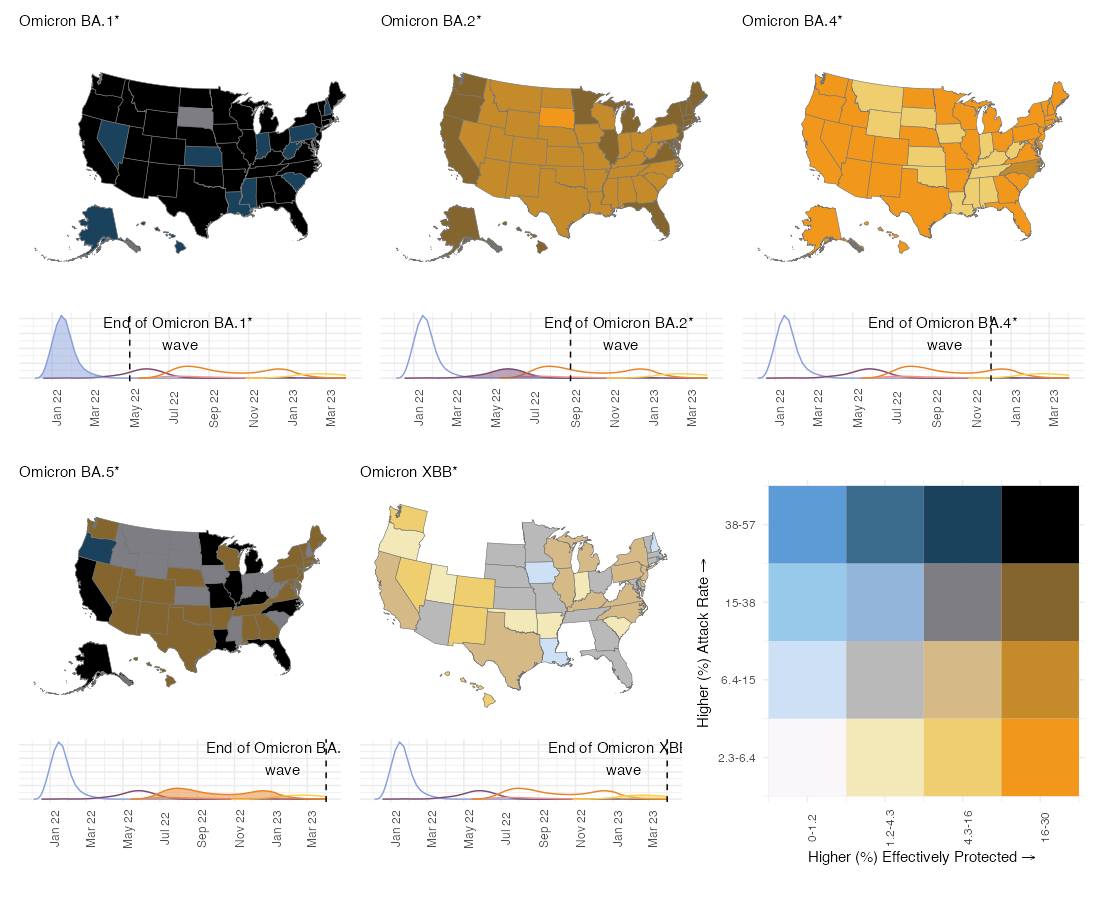 Omicron BA.1*
Omicron BA.2*
Omicron BA.4*
End of Omicron BA.1*
wave
Jan 22
Mar 22
May 22
Jul 22
Sep 22
Nov 22
Jan 23
Mar 23
End of Omicron BA.2*
wave
Jan 22
Mar 22
May 22
Jul 22
Sep 22
Nov 22
Jan 23
Mar 23
End of Omicron BA.4*
wave
Jan 22
Mar 22
May 22
Jul 22
Sep 22
Nov 22
Jan 23
Mar 23
Omicron BA.5*
Omicron XBB*
End of Omicron BA.
wave
Jan 22
Mar 22
May 22
Jul 22
Sep 22
Nov 22
Jan 23
Mar 23
End of Omicron XBB
wave
Jan 22
Mar 22
May 22
Jul 22
Sep 22
Nov 22
Jan 23
Mar 23
Higher (%) Attack Rate →
38-57
15-38
6.4-15
2.3-6.4
0-1.2
1.2-4.3
4.3-16
16-30
Higher (%) Effectively Protected →